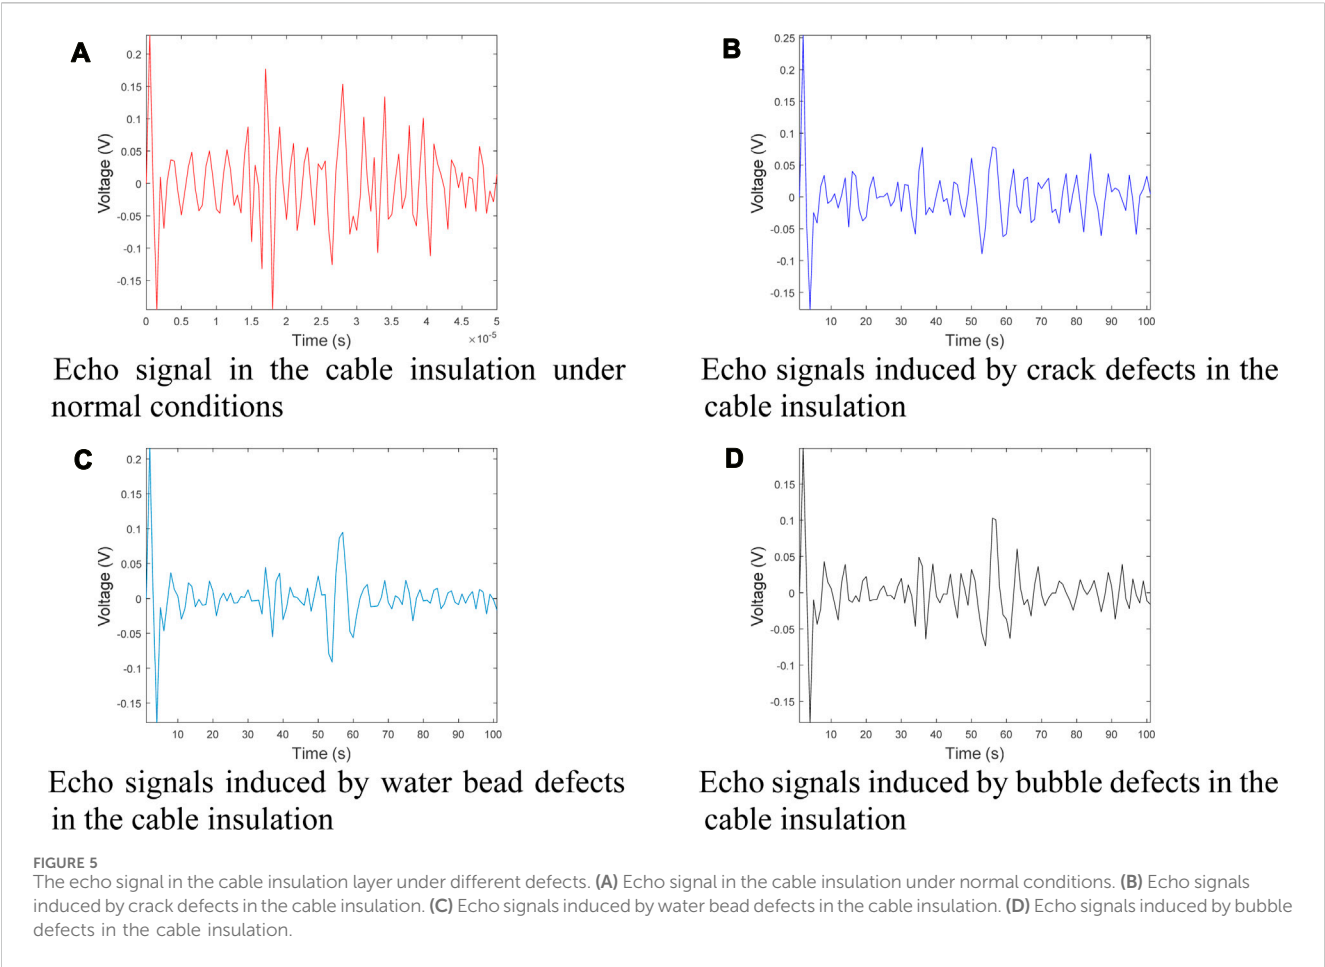 A
0.2
0.15
0.1
0.05
0
-0.05
-0.1
-0.15
Voltage (V)
0 0.5 1 1.5 2 2.5 3 3.5 4 4.5 5
Time (s)
×10-5
Echo signal in the cable insulation under
normal conditions
B
0.25
0.2
0.15
0.1
0.05
0
-0.05
-0.1
-0.15
Voltage (V)
10 20 30 40 50 60 70 80 90 100
Time (s)
Echo signals induced by crack defects in the
cable insulation
C
0.2
0.15
0.1
0.05
0
-0.05
-0.1
-0.15
Voltage (V)
10 20 30 40 50 60 70 80 90 100
Time (s)
Echo signals induced by water bead defects
in the cable insulation
D
0.15
0.1
0.05
0
-0.05
-0.1
-0.15
Voltage (V)
10 20 30 40 50 60 70 80 90 100
Time (s)
Echo signals induced by bubble defects in the
cable insulation
FIGURE 5
The echo signal in the cable insulation layer under different defects. (A) Echo signal in the cable insulation under normal conditions. (B) Echo signals
induced by crack defects in the cable insulation. (C) Echo signals induced by water bead defects in the cable insulation. (D) Echo signals induced by bubble
defects in the cable insulation.